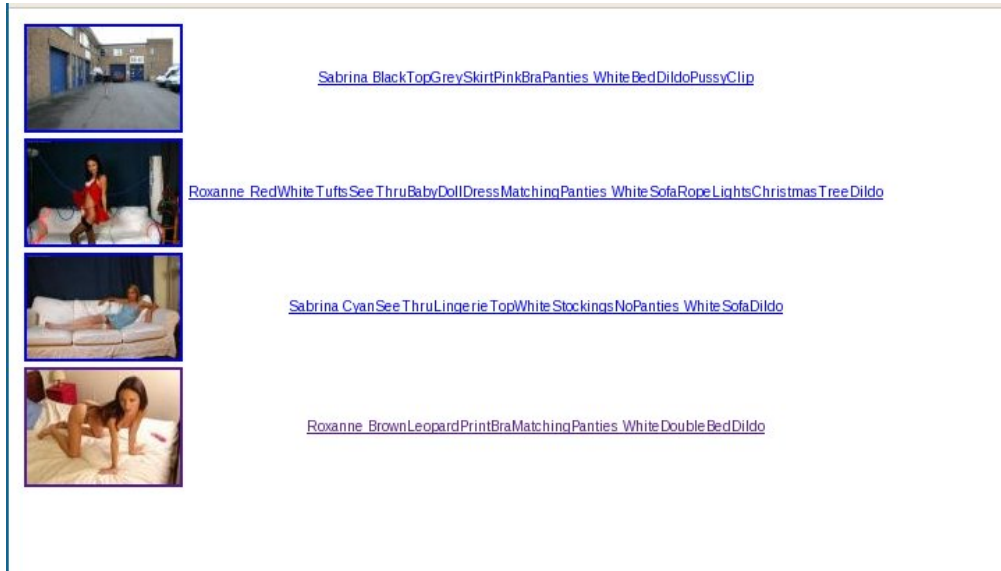 Sabrina BlackTopGreySkirtPinkBraPanties WhiteBedDildoPussyClip
Roxanne RedWhiteTuftsSeeThruBabyDollDressMatchingPanties WhiteSofaRopeLightsChristmasTreeDildo
Sabrina CyanSeeThruLingerieTopWhiteStockingsNoPanties WhiteSofaDildo
Roxanne BrownLeopardPrintBraMatchingPanties WhiteDoubleBedDildo